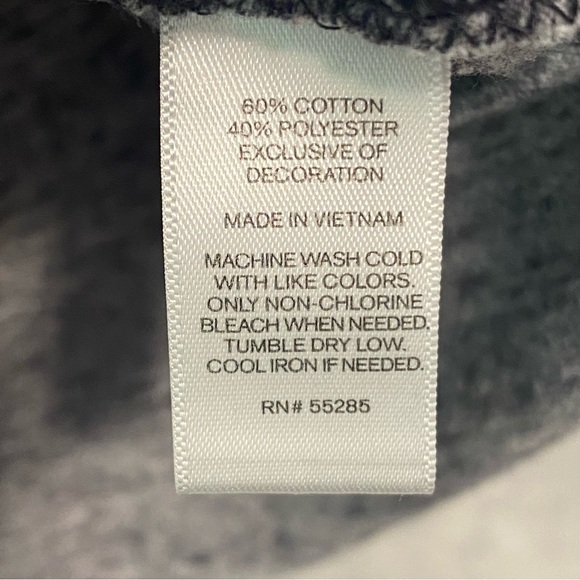 60% COTTON
40% POLYESTER
EXCLUSIVE OF
DECORATION
MADE IN VIETNAM
MACHINE WASH COLD
WITH LIKE COLORS.
ONLY NON-CHLORINE
BLEACH WHEN NEEDED.
TUMBLE DRY LOW.
COOL IRON IF NEEDED.
RN# 55285